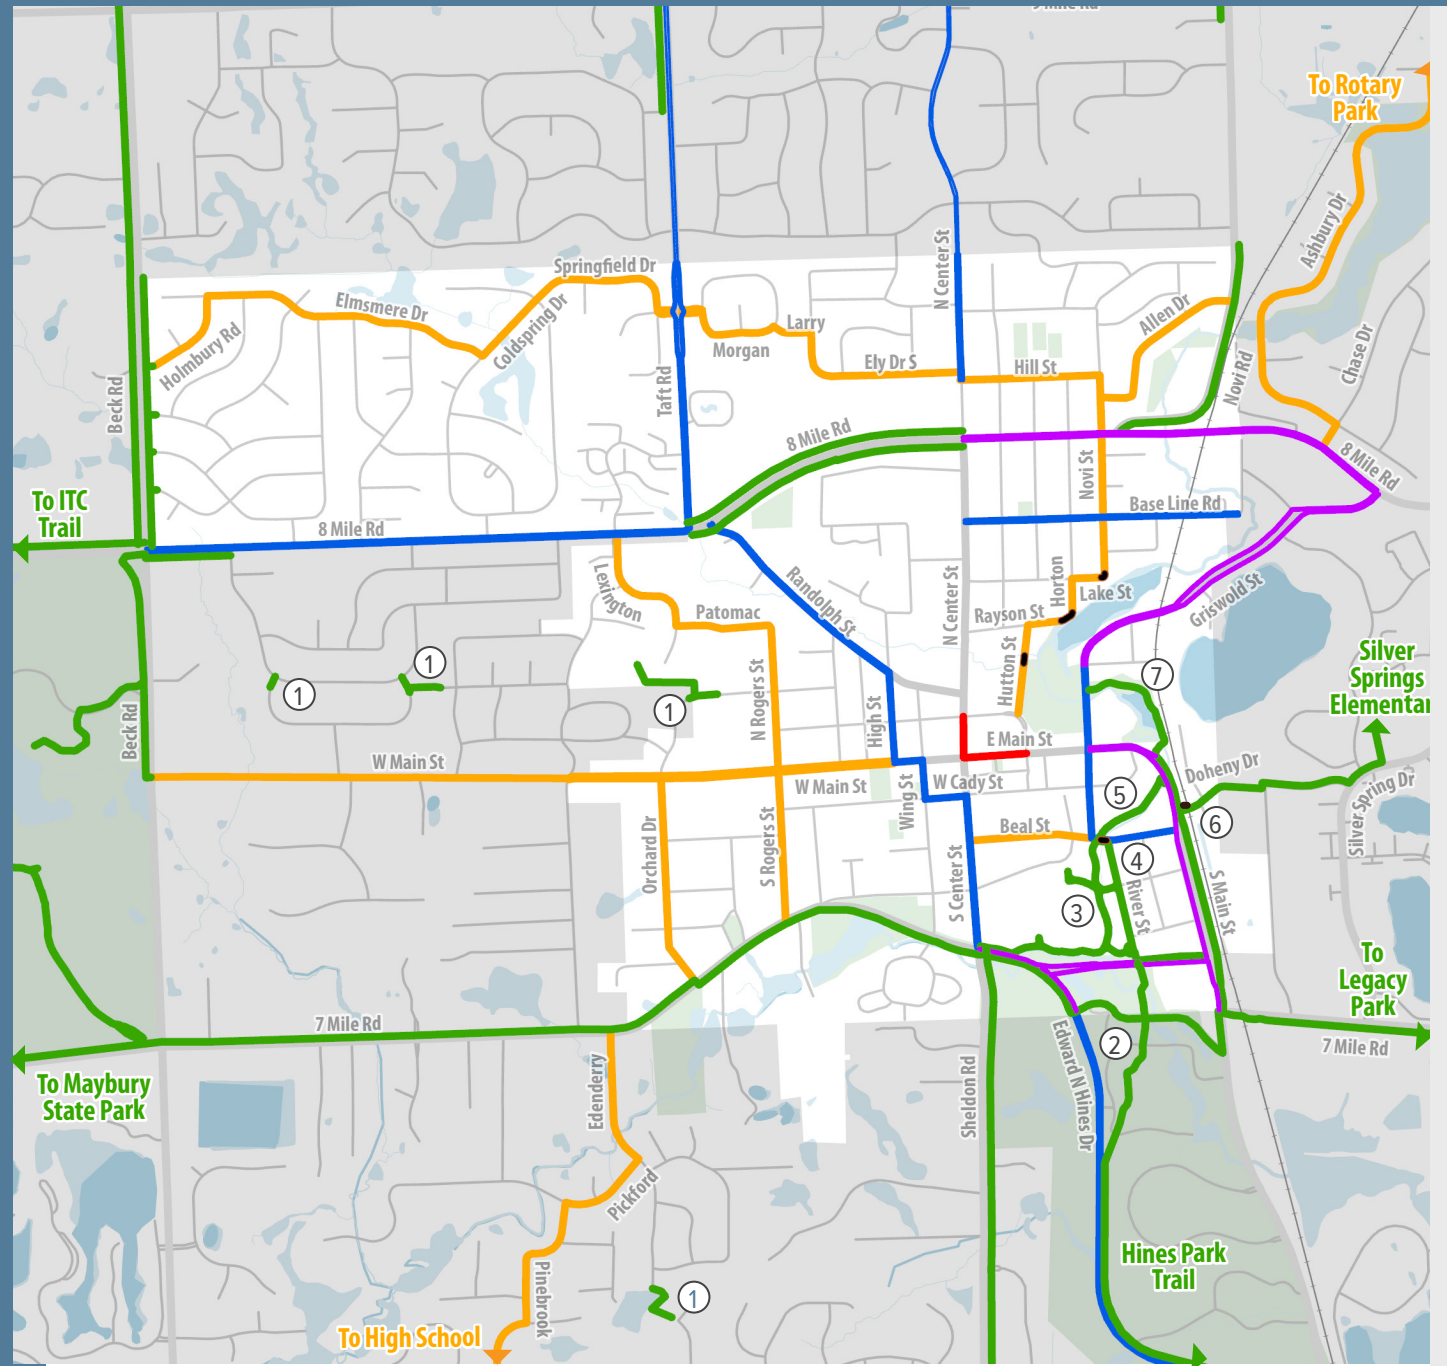 9 Mile Rd
To Rotary
Park
Ashbury Dr
N Center St
Springfield Dr
Elmsmere Dr
Coldspring Dr
Holmbury Rd
Allen Dr
Larry
Morgan
Ely Dr S
Hill St
Chase Dr
Novi Rd
Beck Rd
Taft Rd
8 Mile Rd
8 Mile Rd
Novi St
Base Line Rd
To ITC
Trail
8 Mile Rd
Lexington
Patomac
Randolph St
N Center St
Horton
Lake St
Rayson St
Griswold St
Hutton St
Silver
Springs
Elementar
1
1
1
7
N Rogers St
High St
Beck Rd
E Main St
W Main St
W Main St
Wing St
W Cady St
Doheny Dr
Silver Spring Dr
5
6
Beal St
Orchard Dr
S Rogers St
S Center St
4
River St
3
S Main St
To
Legacy
Park
7 Mile Rd
7 Mile Rd
2
To Maybury
State Park
Edenderry
Sheldon Rd
Edward N Hines Dr
Pickford
Hines Park
Trail
Pinebrook
1
To High School